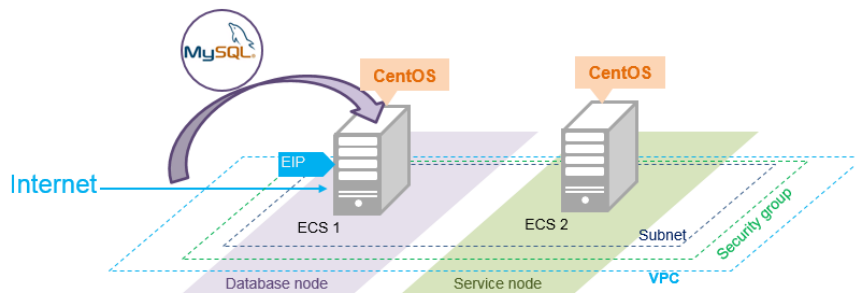 MySQL®
CentOS
CentOS
EIP
Internet
ECS 1
ECS 2
Subnet
Security group
VPC
Database node
Service node